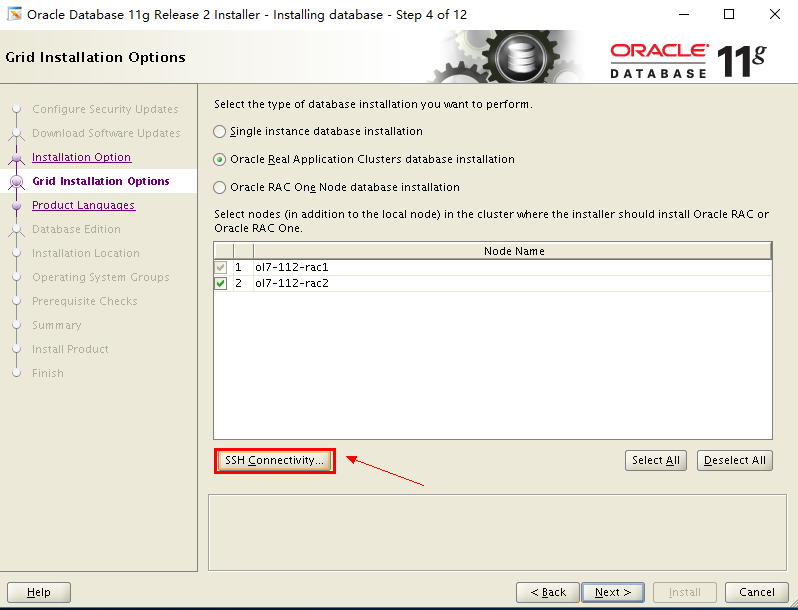 Oracle Database 11g Release 2 Installer - Installing database - Step 4 of 12
Grid Installation Options
ORACLE
DATABASE 11g
Configure Security Updates
Download Software Updates
Installation Option
Grid Installation Options
Product Languages
Database Edition
Installation Location
Operating System Groups
Prerequisite Checks
Summary
Install Product
Finish
Select the type of database installation you want to perform.
Single instance database installation
Oracle Real Application Clusters database installation
Oracle RAC One Node database installation
Select nodes (in addition to the local node) in the cluster where the installer should install Oracle RAC or
Oracle RAC One.
Node Name
1 ol7-112-rac1
2 ol7-112-rac2
SSH Connectivity... Select All Deselect All
Help < Back Next > Install Cancel